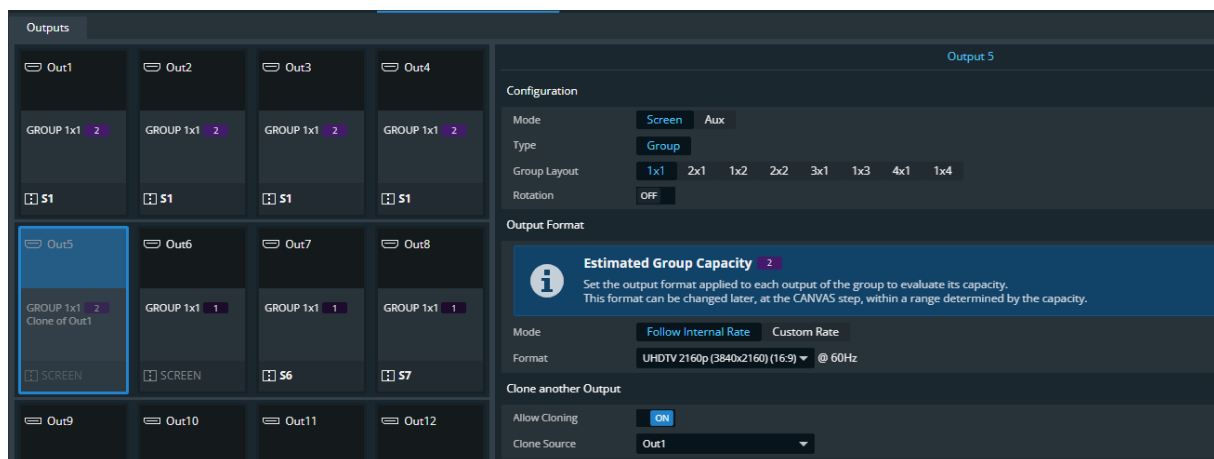 Outputs
Out1
Out2
Out3
Out4
GROUP 1x1 2
GROUP 1x1 2
GROUP 1x1 2
GROUP 1x1 2
S1
S1
S1
S1
Out5
Out6
Out7
Out8
GROUP 1x1 2
Clone of Out1
GROUP 1x1 1
GROUP 1x1 1
GROUP 1x1 1
SCREEN
SCREEN
S6
S7
Out9
Out10
Out11
Out12
Output 5
Configuration
Mode Screen Aux
Type Group
Group Layout 1x1 2x1 1x2 2x2 3x1 1x3 4x1 1x4
Rotation OFF
Output Format
Estimated Group Capacity 2
Set the output format applied to each output of the group to evaluate its capacity.
This format can be changed later, at the CANVAS step, within a range determined by the capacity.
Mode Follow Internal Rate Custom Rate
Format UHDTV 2160p (3840x2160) (16:9) @ 60Hz
Clone another Output
Allow Cloning ON
Clone Source Out1